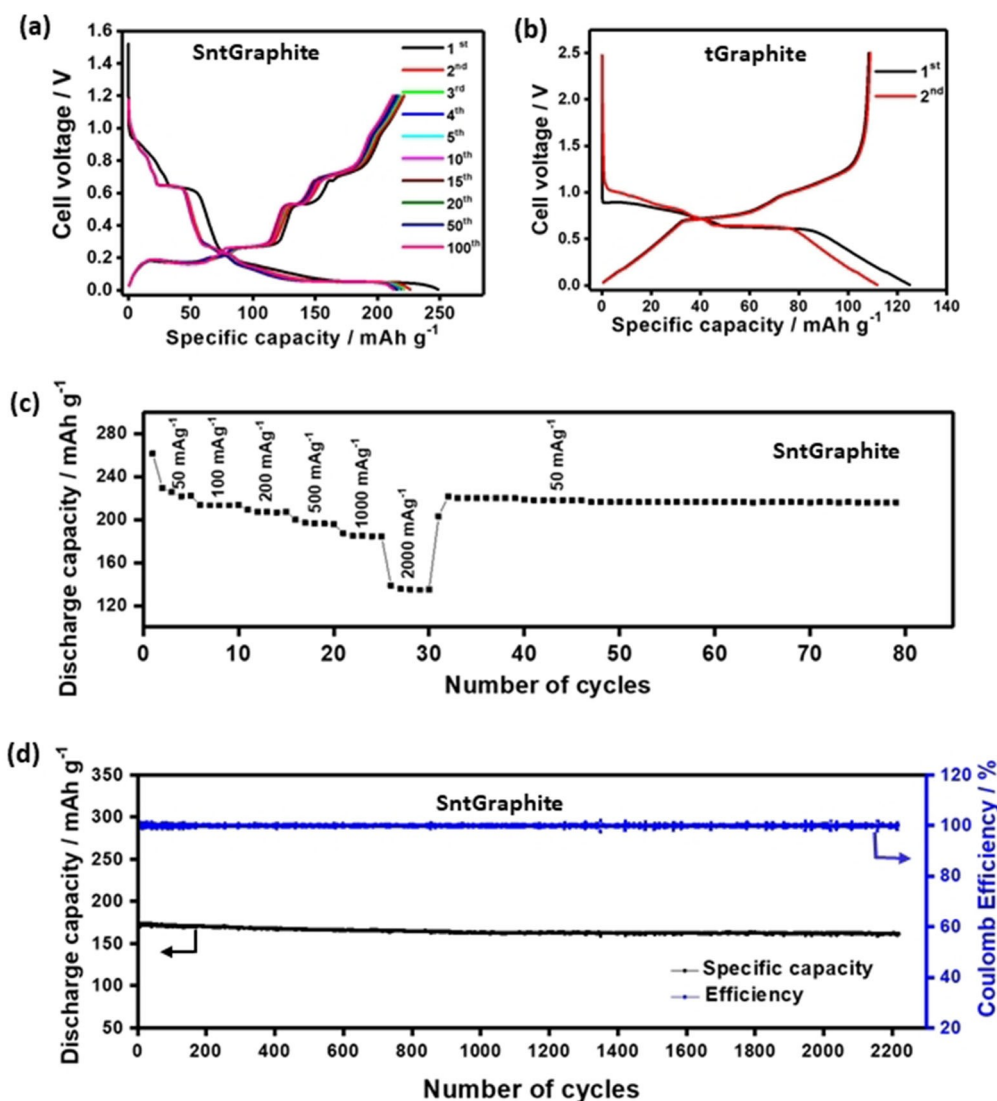 (a)
SntGraphite
1st
2nd
3rd
4th
5th
10th
15th
20th
50th
100th
Cell voltage / V
1.6
1.4
1.2
1.0
0.8
0.6
0.4
0.2
0.0
0 50 100 150 200 250
Specific capacity / mAh g-1
(b)
tGraphite
1st
2nd
Cell voltage / V
2.5
2.0
1.5
1.0
0.5
0.0
0 20 40 60 80 100 120 140
Specific capacity / mAh g-1
(c)
Discharge capacity / mAh g-1
280
240
200
160
120
50 mAg-1
100 mAg-1
200 mAg-1
500 mAg-1
1000 mAg-1
2000 mAg-1
50 mAg-1
SntGraphite
0 10 20 30 40 50 60 70 80
Number of cycles
(d)
Discharge capacity / mAh g-1
350
300
250
200
150
100
50
SntGraphite
Specific capacity
Efficiency
120
100
80
60
40
20
Coulomb Efficiency / %
0 200 400 600 800 1000 1200 1400 1600 1800 2000 2200
Number of cycles